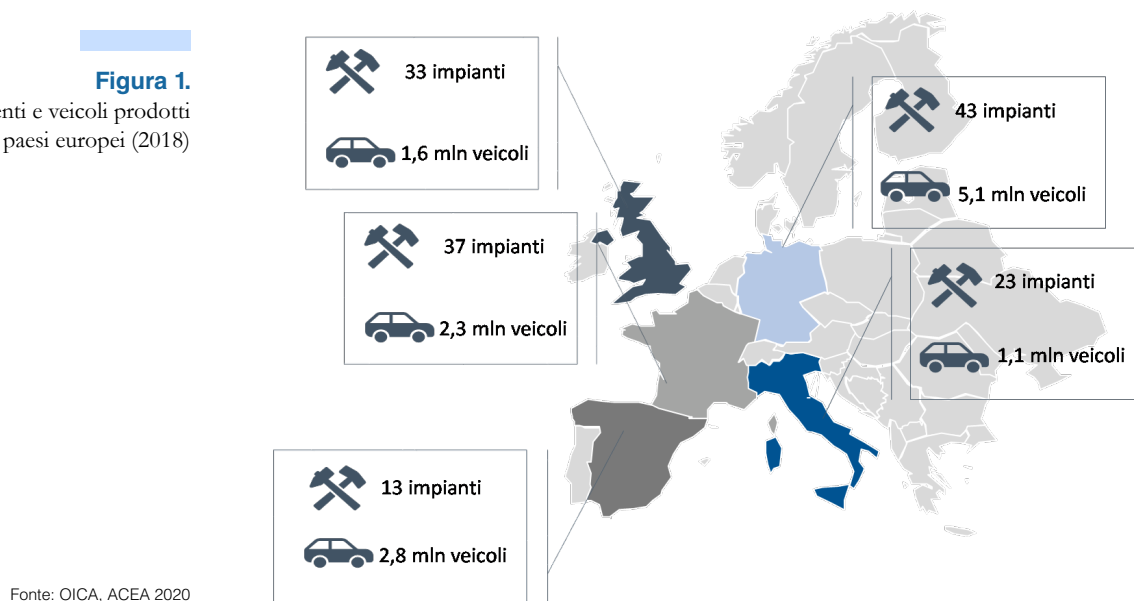 Figura 1.
e veicoli prodotti
paesi europei (2018)
33 impianti
1,6 mln veicoli
43 impianti
5,1 mln veicoli
37 impianti
2,3 mln veicoli
23 impianti
1,1 mln veicoli
13 impianti
2,8 mln veicoli
Fonte: OICA, ACEA 2020